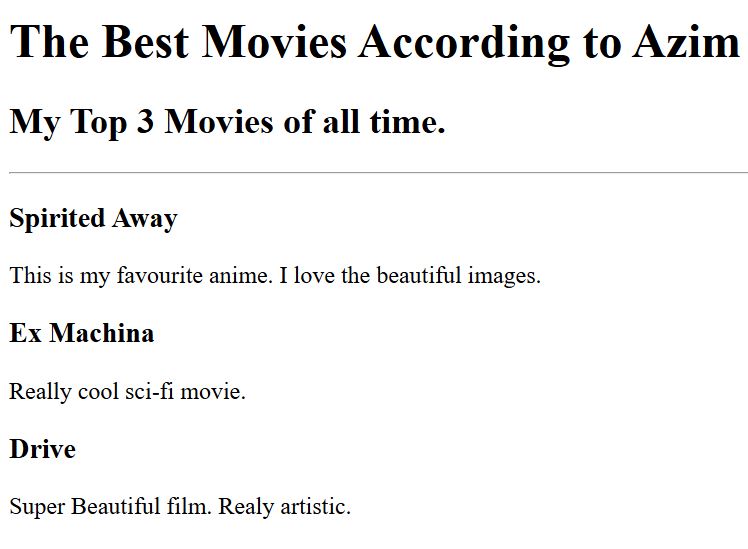 The Best Movies According to Azim
My Top 3 Movies of all time.
Spirited Away
This is my favourite anime. I love the beautiful images.
Ex Machina
Really cool sci-fi movie.
Drive
Super Beautiful film. Realy artistic.